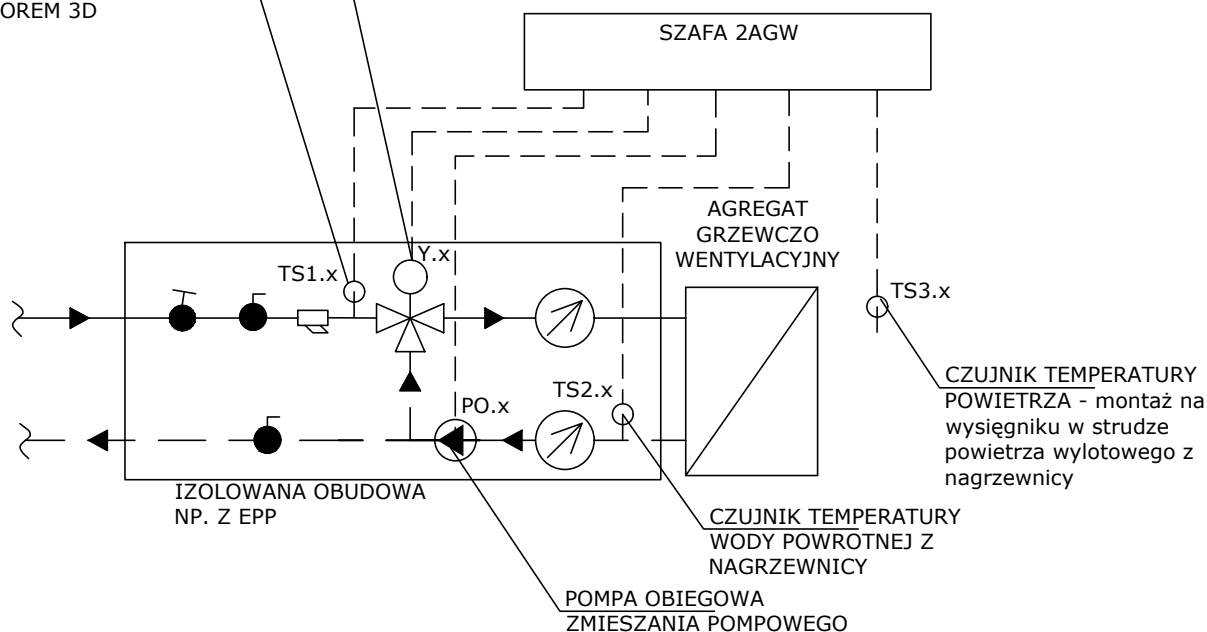 OREM 3D
SZAFA 2AGW
AGREGAT
GRZEWCZO
WENTYLACYJNY
Y.x
TS1.x
TS3.x
CZUJNIK TEMPERATURY
POWIETRZA - montaż na
wysięgniku w strudze
powietrza wylotowego z
nagrzewnicy
TS2.x
PO.x
IZOLOWANA OBUDOWA
NP. Z EPP
CZUJNIK TEMPERATURY
WODY POWROTNEJ Z
NAGRZEWNICY
POMPA OBIEGOWA
ZMIESZANIA POMPOWEGO